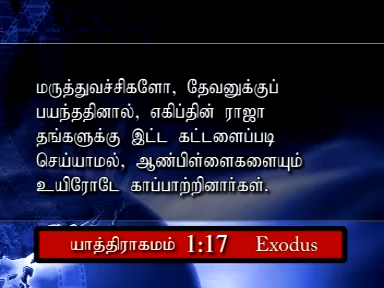 மருத்துவச்சிகளோ, தேவனுக்குப்
பயந்ததினால், எகிப்தின் ராஜா
தங்களுக்கு இட்ட கட்டளைப்படி
செய்யாமல், ஆண்பிள்ளைகளையும்
உயிரோடே காப்பாற்றினார்கள்.
யாத்திராகமம் 1:17 Exodus